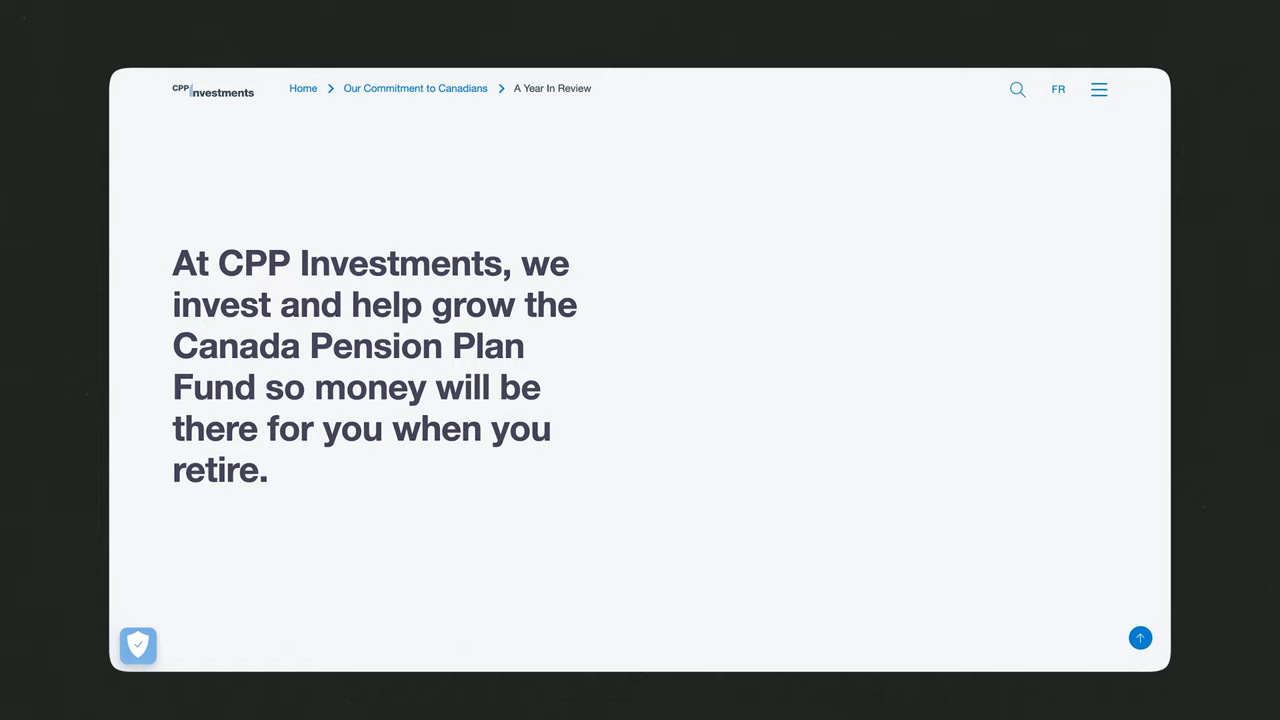 CPP Investments
Home > Our Commitment to Canadians > A Year In Review
FR
At CPP Investments, we
invest and help grow the
Canada Pension Plan
Fund so money will be
there for you when you
retire.